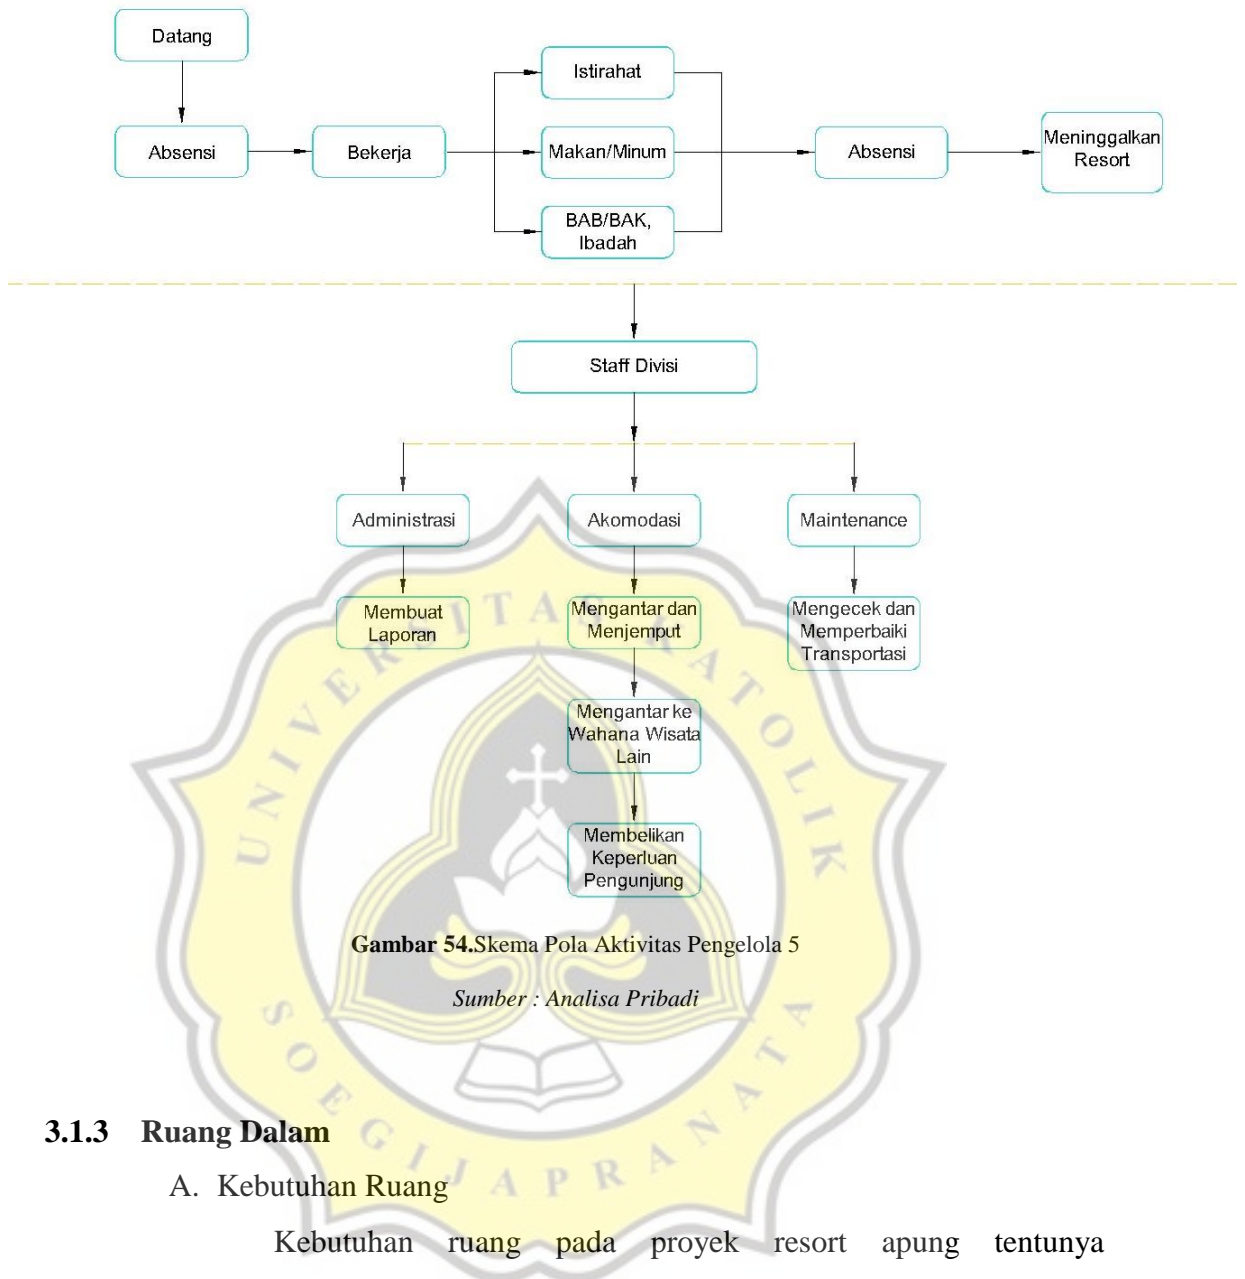 Datang
Absensi
Bekerja
Istirahat
Makan/Minum
BAB/BAK,
Ibadah
Absensi
Meninggalkan
Resort
Staff Divisi
Administrasi
Akomodasi
Maintenance
Membuat
Laporan
Mengantar dan
Menjemput
Mengecek dan
Memperbaiki
Transportasi
Mengantar ke
Wahana Wisata
Lain
Membelikan
Keperluan
Pengunjung
UNIVERSITAS KATOLIK
SOEGIJAPRANATA
Gambar 54.Skema Pola Aktivitas Pengelola 5
Sumber : Analisa Pribadi
3.1.3 Ruang Dalam
A. Kebutuhan Ruang
Kebutuhan ruang pada proyek resort apung tentunya